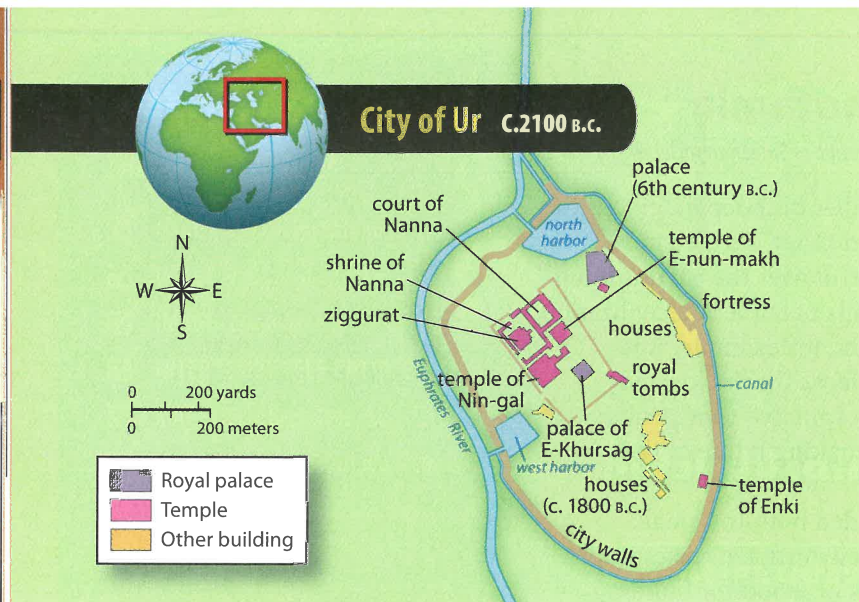 City of Ur C.2100 B.C.
palace
(6th century B.C.)
court of
Nanna
north
harbor
temple of
E-nun-makh
shrine of
Nanna
N
W
E
S
ziggurat
fortress
houses
royal
tombs
canal
Euphrates River
temple of
Nin-gal
0 200 yards
0 200 meters
palace of
E-Khursag
west harbor
houses
(c. 1800 B.C.)
temple
of Enki
city walls
Royal palace
Temple
Other building